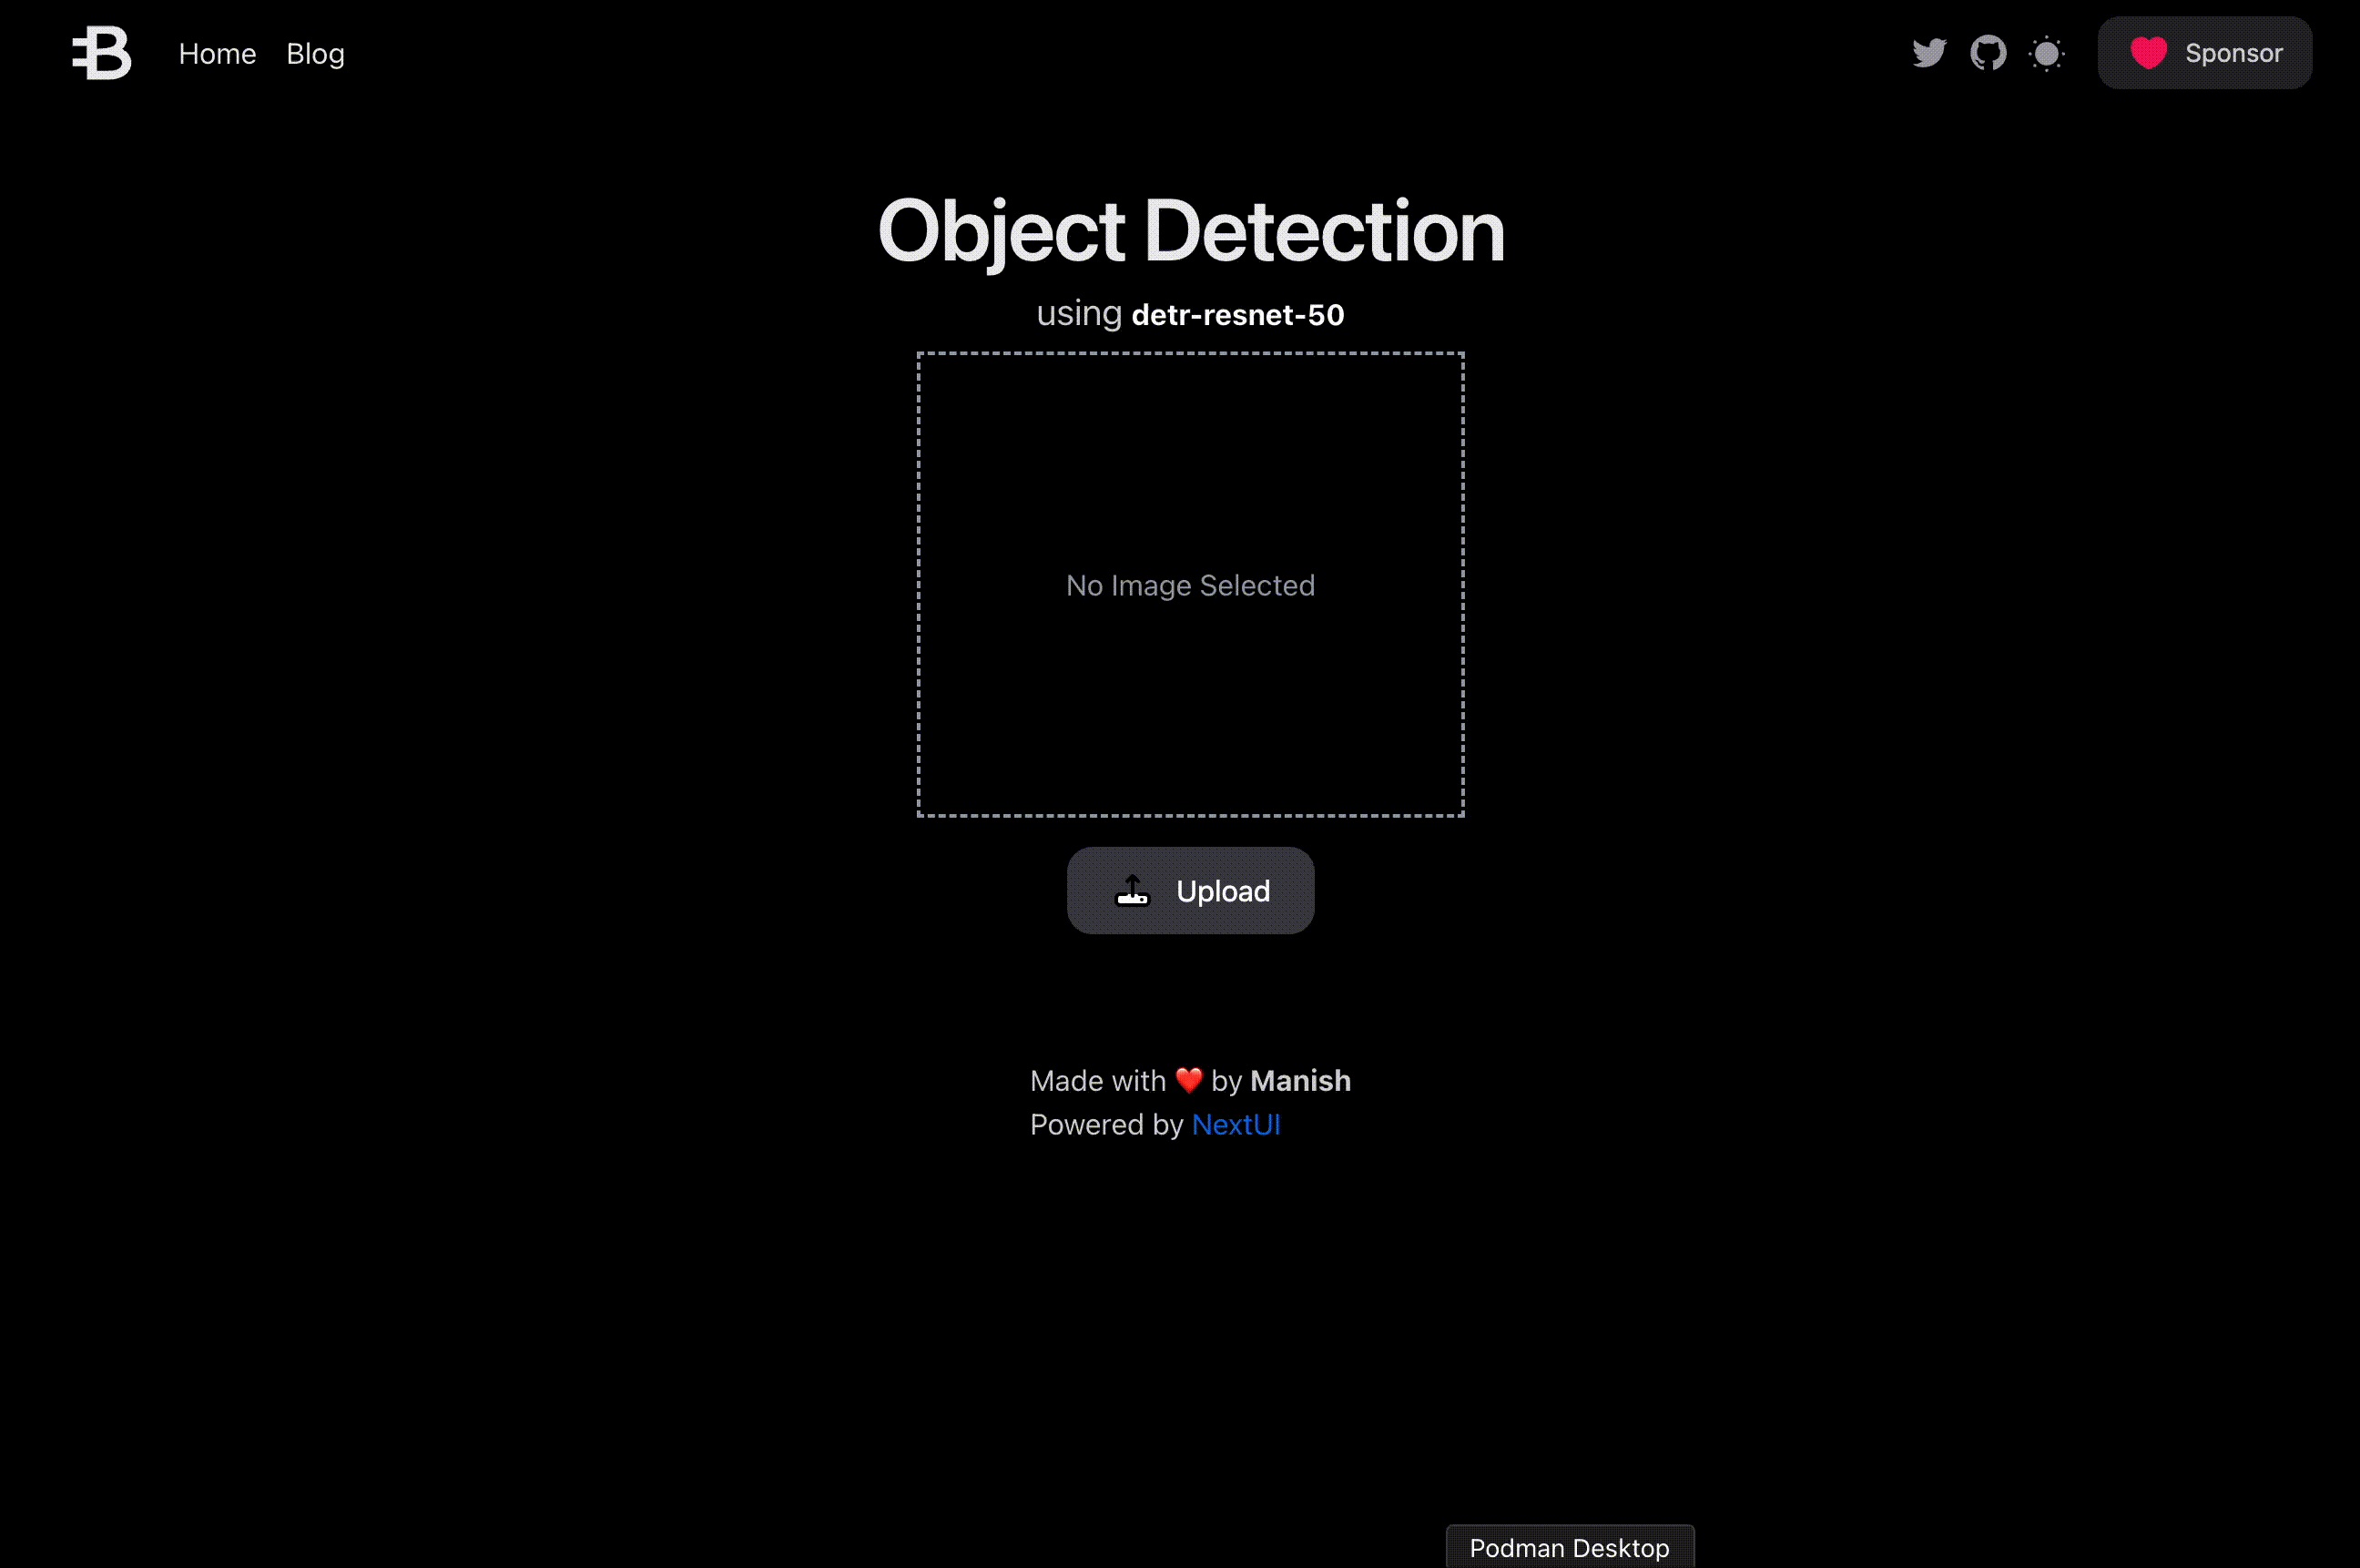 B
Home Blog
Sponsor
Object Detection
using detr-resnet-50
No Image Selected
Upload
Made with ❤️ by Manish
Powered by NextUI
Podman Desktop